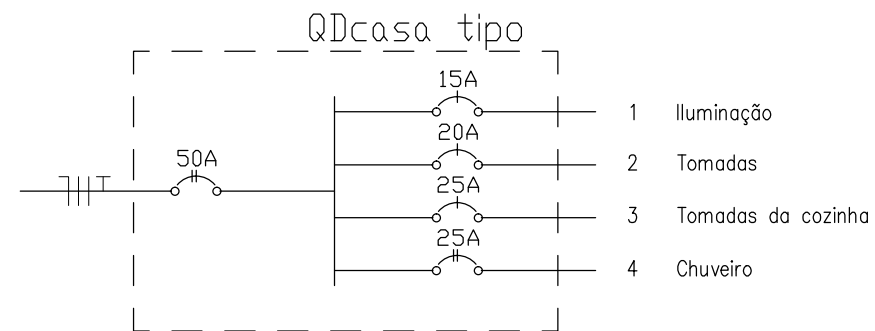 QDcasa tipo
50A
15A 1 Iluminação
20A 2 Tomadas
25A 3 Tomadas da cozinha
25A 4 Chuveiro